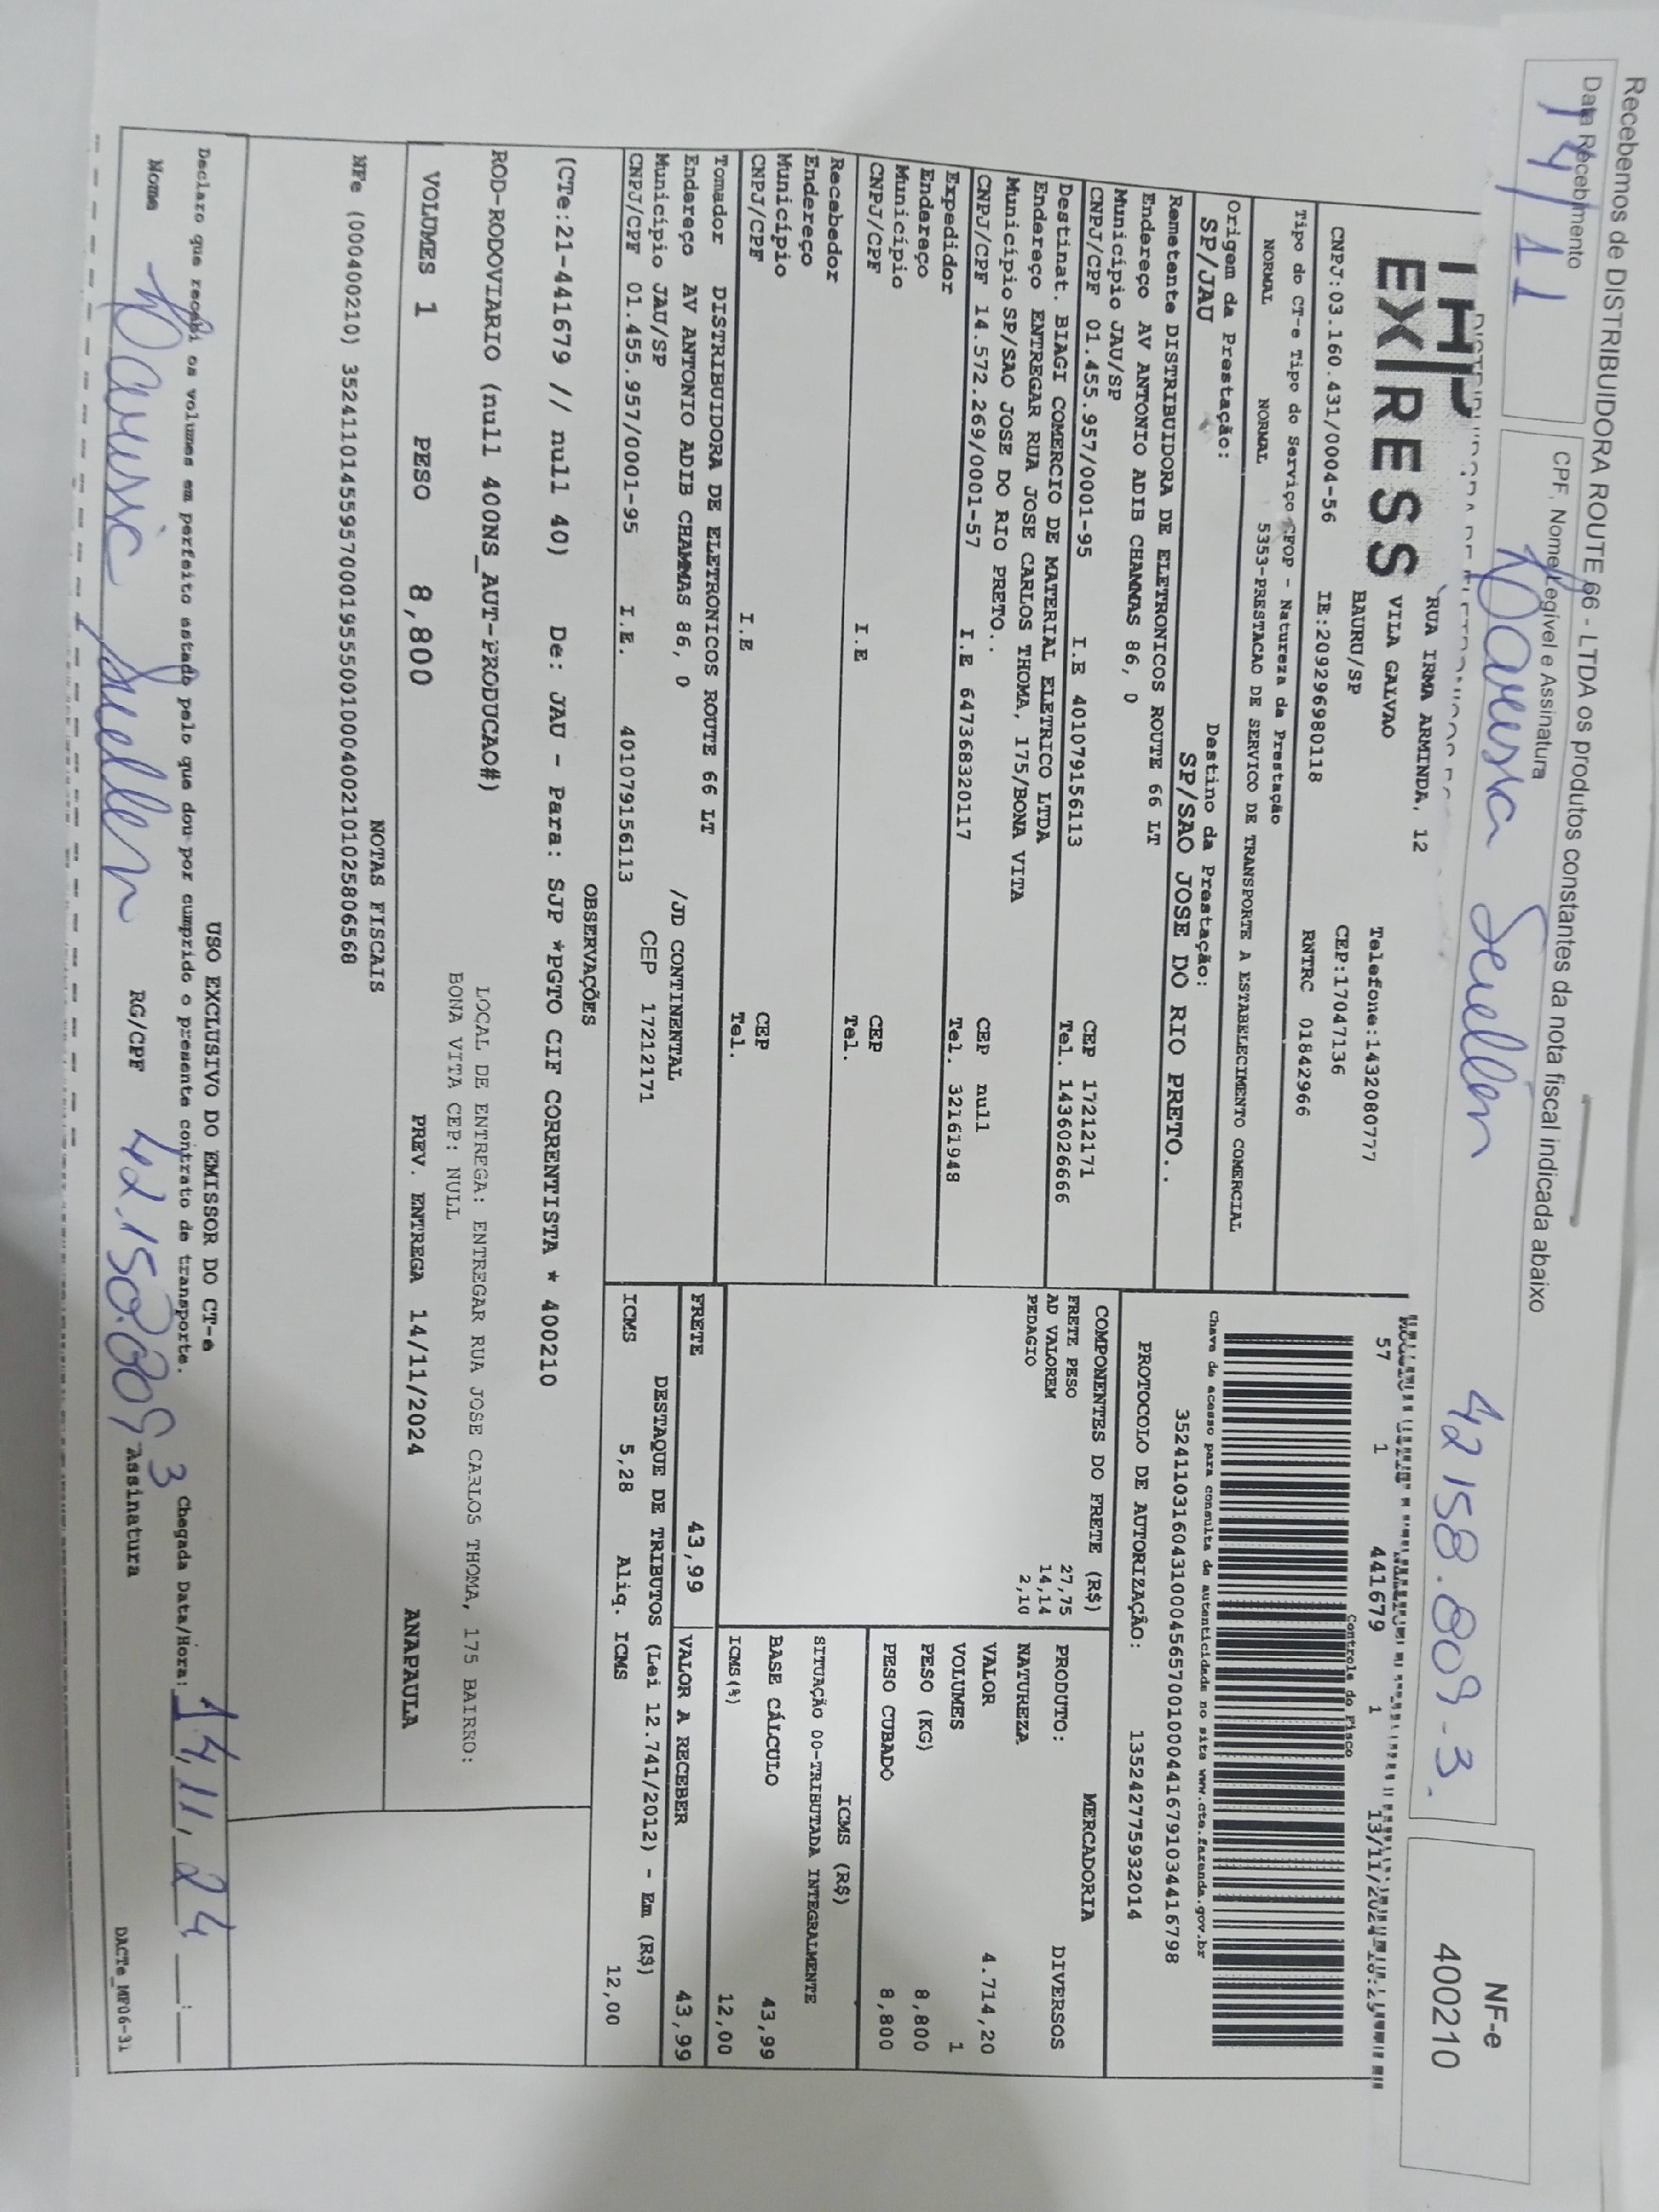 Recebemos de DISTRIBUIDORA ROUTE 66 - LTDA os produtos constantes da nota fiscal indicada abaixo
Data Recebimento
CPF, Nome Legível e Assinatura
14/11
Suellen
42 158.009-3.
NF-e
400210
EXPRESS
RUA IRMA ARMINDA, 12
VILA GALVAO
Telefone:1432080777
BAURU/SP
CEP:17047136
CNPJ:03.160.431/0004-56
IE:209296980118
RNTRC 01842966
57 1 441679 1
Controle do Fisco
Tipo do CT-e Tipo do Serviço CFOP - Natureza da Prestação
NORMAL NORMAL 5353-PRESTACAO DE SERVICO DE TRANSPORTE A ESTABELECIMENTO COMERCIAL
Chave de acesso para consulta de autenticidade no site www.cte.fazenda.gov.br
Origem da Prestação:
Destino da Prestação:
SP/JAU
SP/SAO JOSE DO RIO PRETO..
35241103160431000456570010004416791034416798
PROTOCOLO DE AUTORIZAÇÃO: 135242775932014
Remetente DISTRIBUIDORA DE ELETRONICOS ROUTE 66 LT
Endereço AV ANTONIO ADIB CHAMMAS 86, 0
Município JAU/SP
CEP 17212171
CNPJ/CPF 01.455.957/0001-95 I.E 401079156113
Tel. 1436026666
Destinat. BIAGI COMERCIO DE MATERIAL ELETRICO LTDA
Endereço ENTREGAR RUA JOSE CARLOS THOMA, 175/BONA VITA
Município SP/SAO JOSE DO RIO PRETO..
CEP null
CNPJ/CPF 14.572.269/0001-57 I.E 647368320117
Tel. 32161948
Expedidor
Endereço
Município
CEP
CNPJ/CPF
I.E
Tel.
Recebedor
Endereço
Município
CEP
CNPJ/CPF
I.E
Tel.
Tomador DISTRIBUIDORA DE ELETRONICOS ROUTE 66 LT
Endereço AV ANTONIO ADIB CHAMMAS 86, 0 /JD CONTINENTAL
Município JAU/SP
CEP 17212171
CNPJ/CPF 01.455.957/0001-95 I.E. 401079156113
COMPONENTES DO FRETE (R$)
FRETE PESO 27,75
AD VALOREM 14,14
PEDAGIO 2,10
MERCADORIA
PRODUTO: DIVERSOS
NATUREZA
VALOR 4.714,20
VOLUMES 1
PESO (KG) 8,800
PESO CUBADO 8,800
ICMS (R$)
SITUAÇÃO 00-TRIBUTADA INTEGRALMENTE
BASE CÁLCULO 43,99
ICMS(%) 12,00
FRETE 43,99
VALOR A RECEBER 43,99
DESTAQUE DE TRIBUTOS (Lei 12.741/2012) - Em (R$)
ICMS 5,28 Aliq. ICMS 12,00
OBSERVAÇÕES
(CTe:21-441679 // null 40) De: JAU - Para: SJP *PGTO CIF CORRENTISTA * 400210
ROD-RODOVIARIO (null 400NS_AUT-PRODUCAO#)
LOCAL DE ENTREGA: ENTREGAR RUA JOSE CARLOS THOMA, 175 BAIRRO:
BONA VITA CEP: NULL
VOLUMES 1 PESO 8,800 PREV. ENTREGA 14/11/2024 ANAPAULA
NOTAS FISCAIS
NFe (000400210) 35241101455957000195550010004002101025806568
USO EXCLUSIVO DO EMISSOR DO CT-e
Declaro que recebi os volumes em perfeito estado pelo que dou por cumprido o presente contrato de transporte.
Chegada Data/Hora: 14/11/24 __:__
Nome Suellen RG/CPF 42.158.009 3 Assinatura
DACTe_MP06-31